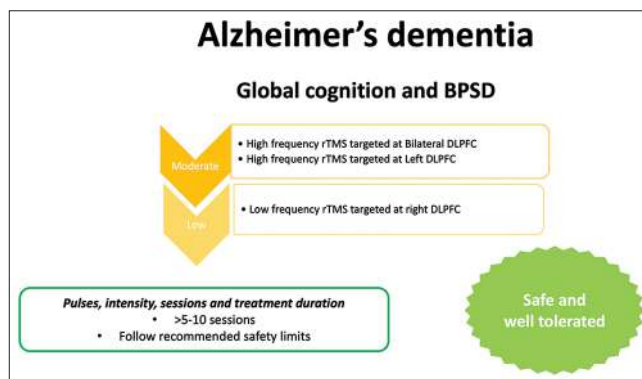 Alzheimer's dementia
Global cognition and BPSD
Moderate
• High frequency rTMS targeted at Bilateral DLPFC
• High frequency rTMS targeted at Left DLPFC
Low
• Low frequency rTMS targeted at right DLPFC
Pulses, intensity, sessions and treatment duration
• >5-10 sessions
• Follow recommended safety limits
Safe and
well tolerated